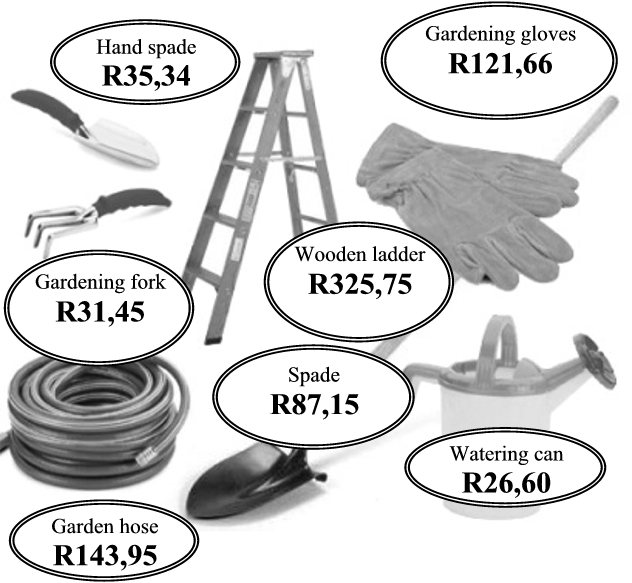 Hand spade
R35,34
Gardening gloves
R121,66
Wooden ladder
R325,75
Gardening fork
R31,45
Spade
R87,15
Watering can
R26,60
Garden hose
R143,95